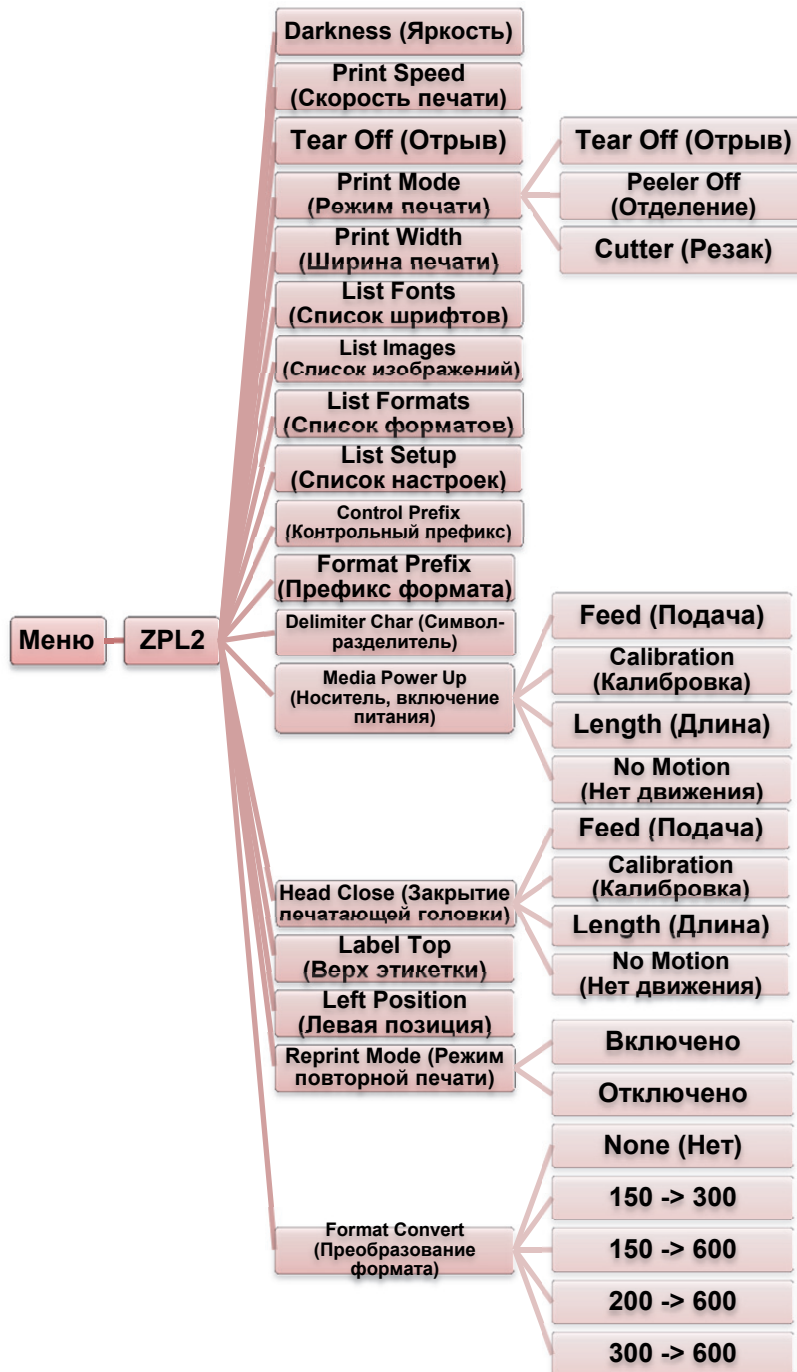 Darkness (Яркость)
Print Speed
(Скорость печати)
Tear Off (Отрыв)
Print Mode
(Режим печати)
Tear Off (Отрыв)
Peeler Off
(Отделение)
Cutter (Резак)
Print Width
(Ширина печати)
List Fonts
(Список шрифтов)
List Images
(Список изображений)
List Formats
(Список форматов)
List Setup
(Список настроек)
Control Prefix
(Контрольный префикс)
Format Prefix
(Префикс формата)
Меню
ZPL2
Delimiter Char (Символ-
разделитель)
Media Power Up
(Носитель, включение
питания)
Feed (Подача)
Calibration
(Калибровка)
Length (Длина)
No Motion
(Нет движения)
Head Close (Закрытие
печатающей головки)
Feed (Подача)
Calibration
(Калибровка)
Length (Длина)
No Motion
(Нет движения)
Label Top
(Верх этикетки)
Left Position
(Левая позиция)
Reprint Mode (Режим
повторной печати)
Включено
Отключено
Format Convert
(Преобразование
формата)
None (Нет)
150 -> 300
150 -> 600
200 -> 600
300 -> 600